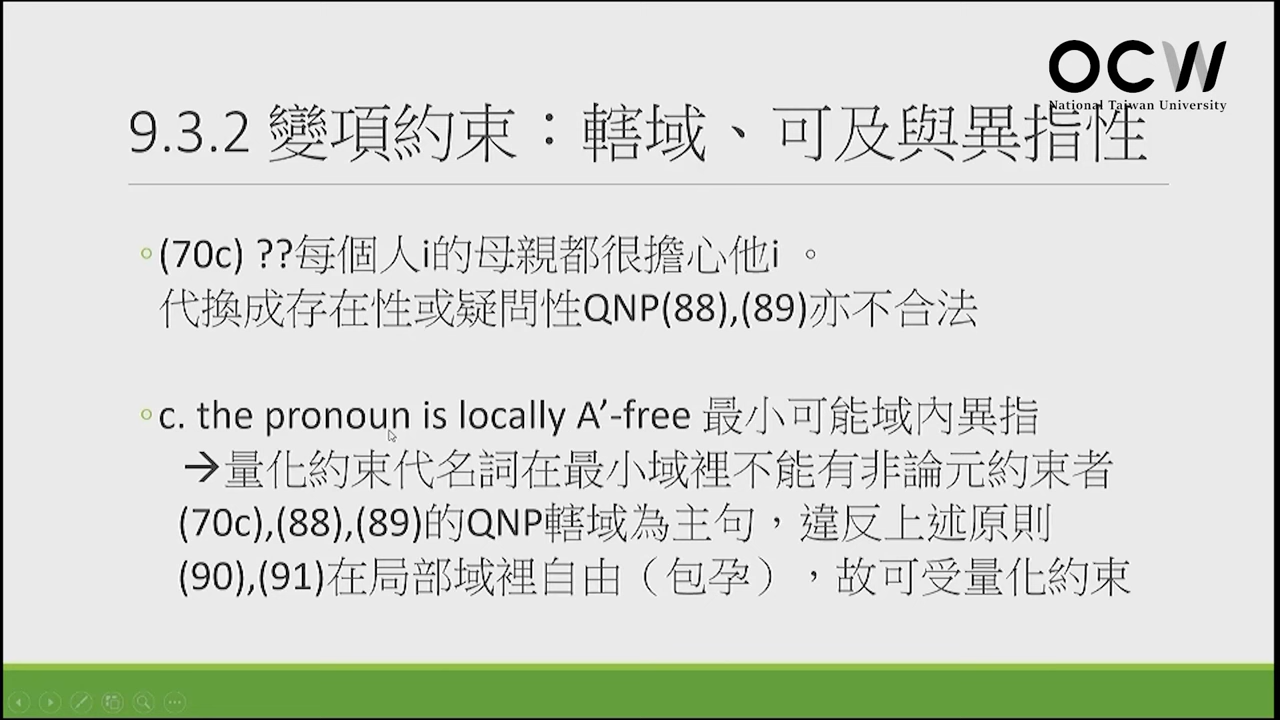 OCW
National Taiwan University
9.3.2 變項約束：轄域、可及與異指性
(70c) ??每個人i的母親都很擔心他i 。
代換成存在性或疑問性QNP(88),(89)亦不合法
c. the pronoun is locally A’-free 最小可能域內異指
→量化約束代名詞在最小域裡不能有非論元約束者
(70c),(88),(89)的QNP轄域為主句，違反上述原則
(90),(91)在局部域裡自由（包孕），故可受量化約束